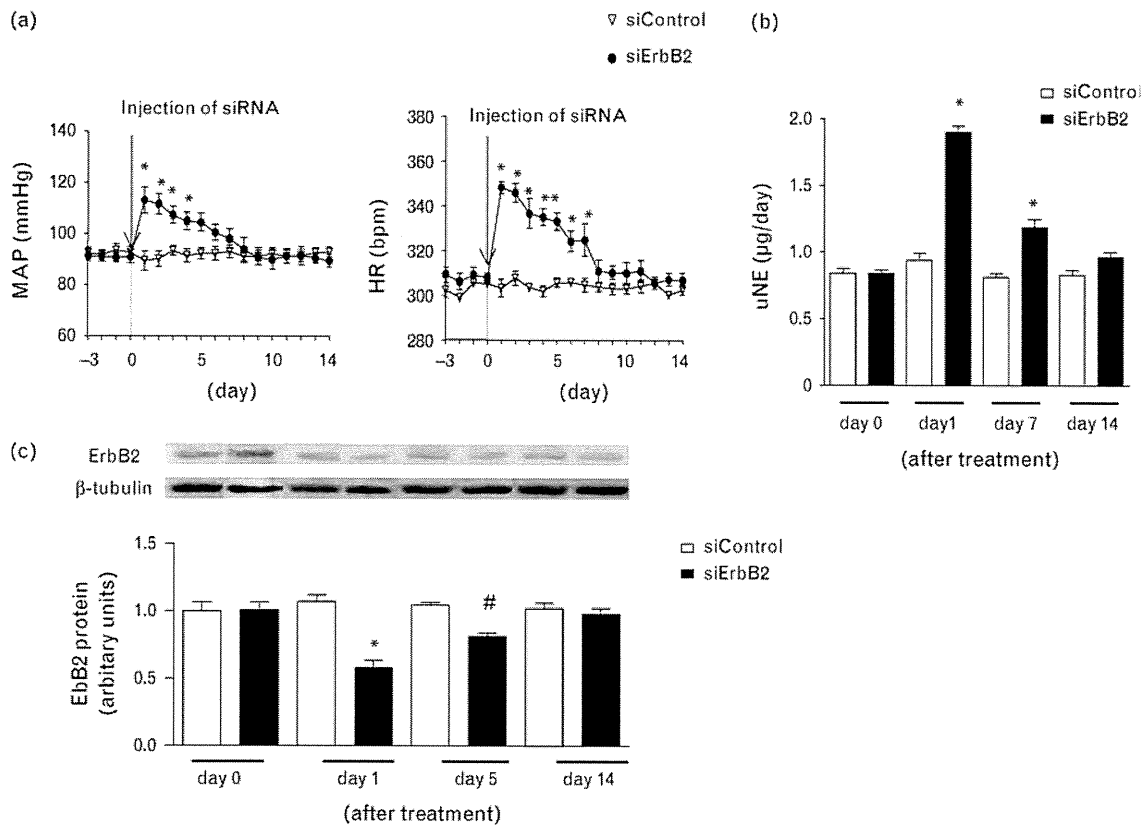 (a)
siControl
siErbB2
Injection of siRNA
MAP (mmHg)
140
120
100
80
60
−3 0 5 10 14
(day)
*
*
*
*
Injection of siRNA
HR (bpm)
380
360
340
320
300
280
−3 0 5 10 14
(day)
*
*
*
**
*
*
(b)
siControl
siErbB2
uNE (µg/day)
2.0
1.5
1.0
0.5
0
*
*
day 0 day1 day 7 day 14
(after treatment)
(c)
ErbB2
β-tubulin
siControl
siErbB2
EbB2 protein
(arbitary units)
1.5
1.0
0.5
0.0
*
#
day 0 day 1 day 5 day 14
(after treatment)